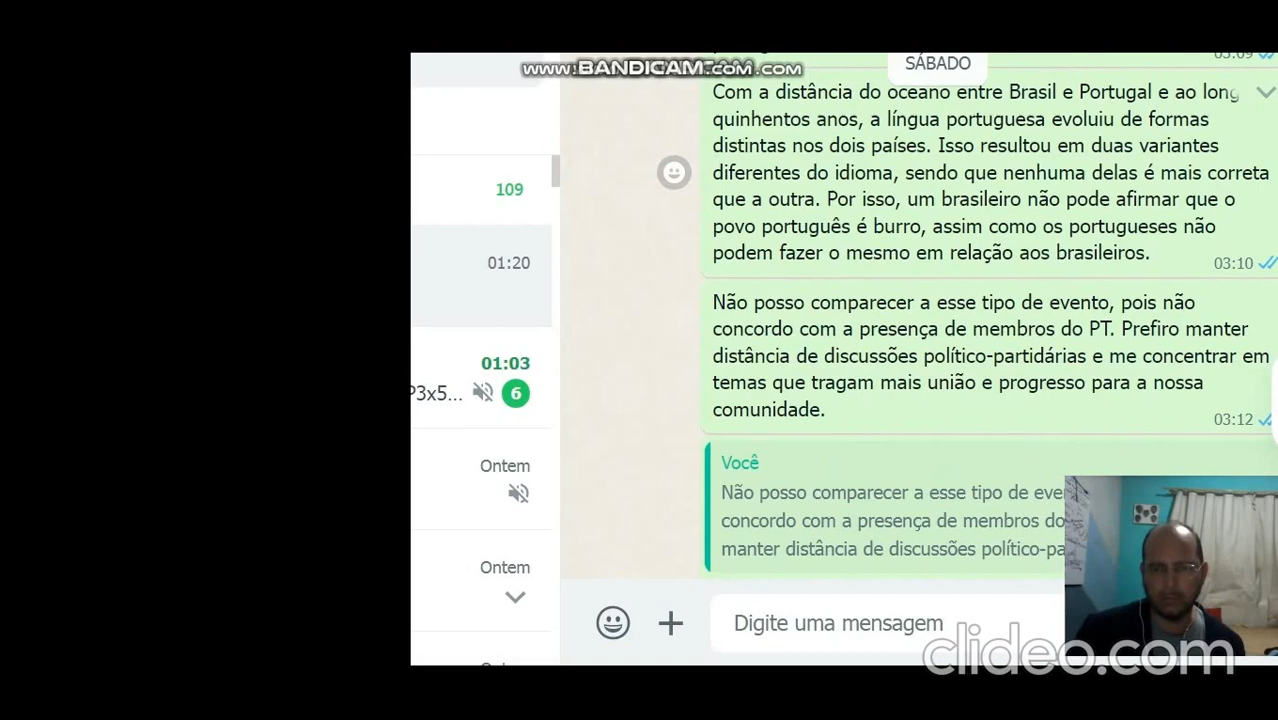 www.BANDICAM.com.com
SÁBADO
Com a distância do oceano entre Brasil e Portugal e ao
quinhentos anos, a língua portuguesa evoluiu de formas
distintas nos dois países. Isso resultou em duas variantes
diferentes do idioma, sendo que nenhuma delas é mais correta
que a outra. Por isso, um brasileiro não pode afirmar que o
povo português é burro, assim como os portugueses não
podem fazer o mesmo em relação aos brasileiros.
03:10
Não posso comparecer a esse tipo de evento, pois não
concordo com a presença de membros do PT. Prefiro manter
distância de discussões político-partidárias e me concentrar em
temas que tragam mais união e progresso para a nossa
comunidade.
03:12
Você
Não posso comparecer a esse tipo de eve
concordo com a presença de membros do
manter distância de discussões político-pa
Digite uma mensagem
109
01:20
01:03
P3x5... 6
Ontem
Ontem
clideo.com